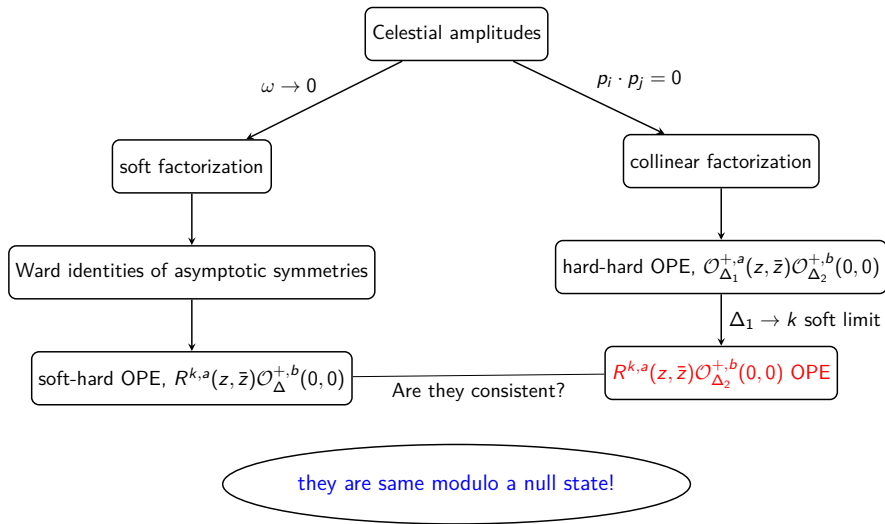 Celestial amplitudes
ω → 0
p_i · p_j = 0
soft factorization
collinear factorization
Ward identities of asymptotic symmetries
hard-hard OPE, 𝒪^{+,a}_{Δ_1}(z, z̄)𝒪^{+,b}_{Δ_2}(0, 0)
Δ_1 → k soft limit
soft-hard OPE, R^{k,a}(z, z̄)𝒪^{+,b}_{Δ}(0, 0)
Are they consistent?
R^{k,a}(z, z̄)𝒪^{+,b}_{Δ_2}(0, 0) OPE
they are same modulo a null state!